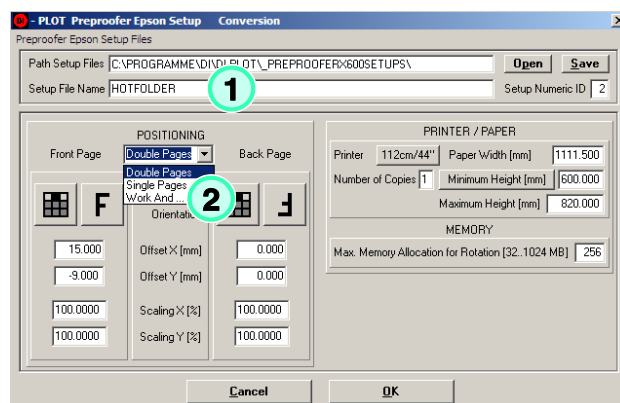 - PLOT Preproofer Epson Setup Conversion
Preproofer Epson Setup Files
Path Setup Files C:\PROGRAMME\DI\DI PLOT\_PREPROOFERX600SETUPS\ Open Save
Setup File Name HOTFOLDER 1 Setup Numeric ID 2
POSITIONING
Front Page Double Pages Back Page
Double Pages
Single Pages
Work And ... 2
Orientation
F F
15.000 Offset X [mm] 0.000
-9.000 Offset Y [mm] 0.000
100.0000 Scaling X [%] 100.0000
100.0000 Scaling Y [%] 100.0000
PRINTER / PAPER
Printer 112cm/44" Paper Width [mm] 1111.500
Number of Copies 1 Minimum Height [mm] 600.000
Maximum Height [mm] 820.000
MEMORY
Max. Memory Allocation for Rotation [32..1024 MB] 256
Cancel OK